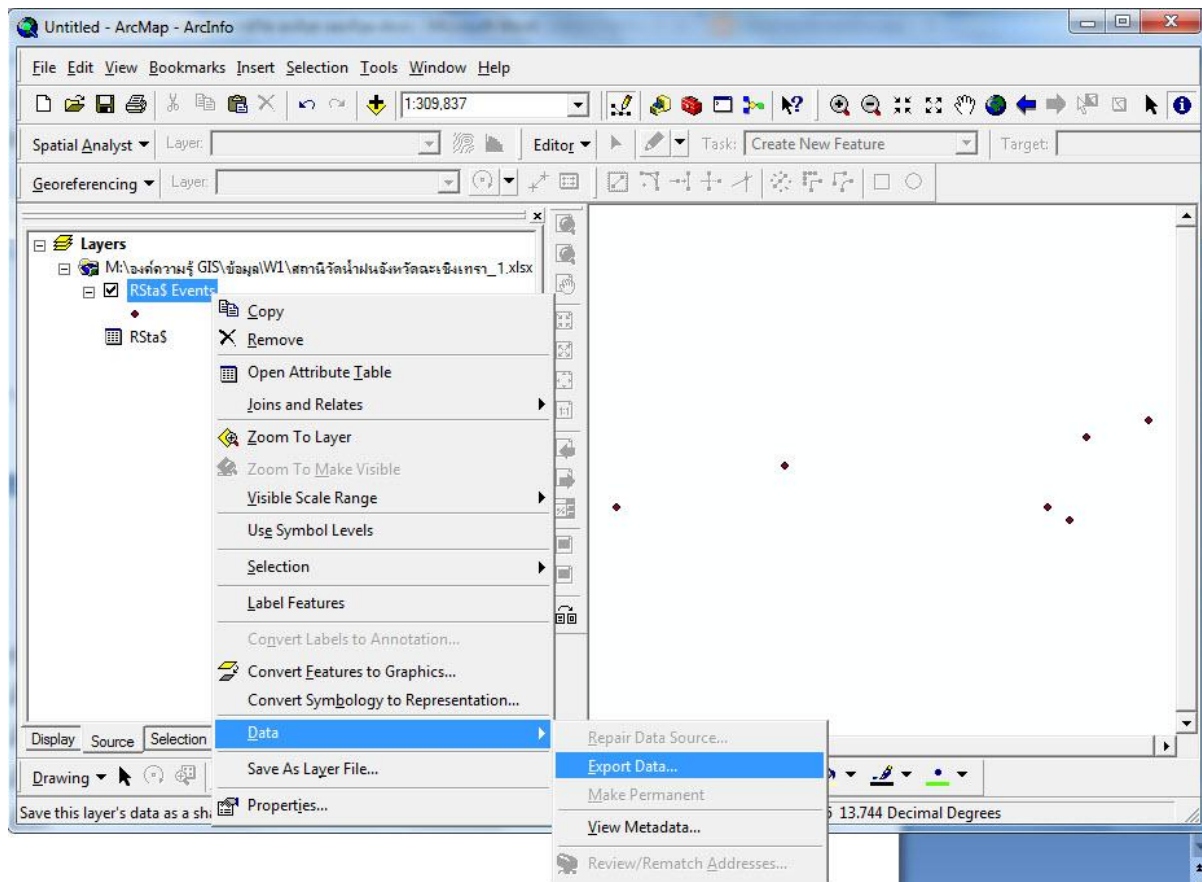 Untitled - ArcMap - ArcInfo
File Edit View Bookmarks Insert Selection Tools Window Help
1:309,837
Spatial Analyst Layer: Editor Task: Create New Feature Target:
Georeferencing Layer:
Layers
M:\องค์ความรู้ GIS\ข้อมูล\W1\สถานีวัดน้ำฝนจังหวัดฉะเชิงเทรา_1.xlsx
RSta$ Events
RSta$
Copy
Remove
Open Attribute Table
Joins and Relates
Zoom To Layer
Zoom To Make Visible
Visible Scale Range
Use Symbol Levels
Selection
Label Features
Convert Labels to Annotation...
Convert Features to Graphics...
Convert Symbology to Representation...
Data
Save As Layer File...
Properties...
Repair Data Source...
Export Data...
Make Permanent
View Metadata...
Review/Rematch Addresses...
Display Source Selection
Drawing
Save this layer's data as a sh
13.744 Decimal Degrees